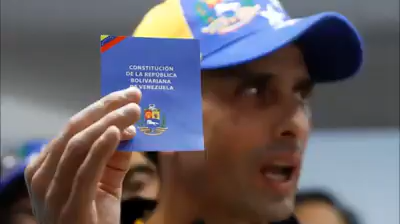 CONSTITUCIÓN
DE LA REPÚBLICA
BOLIVARIANA
DE VENEZUELA